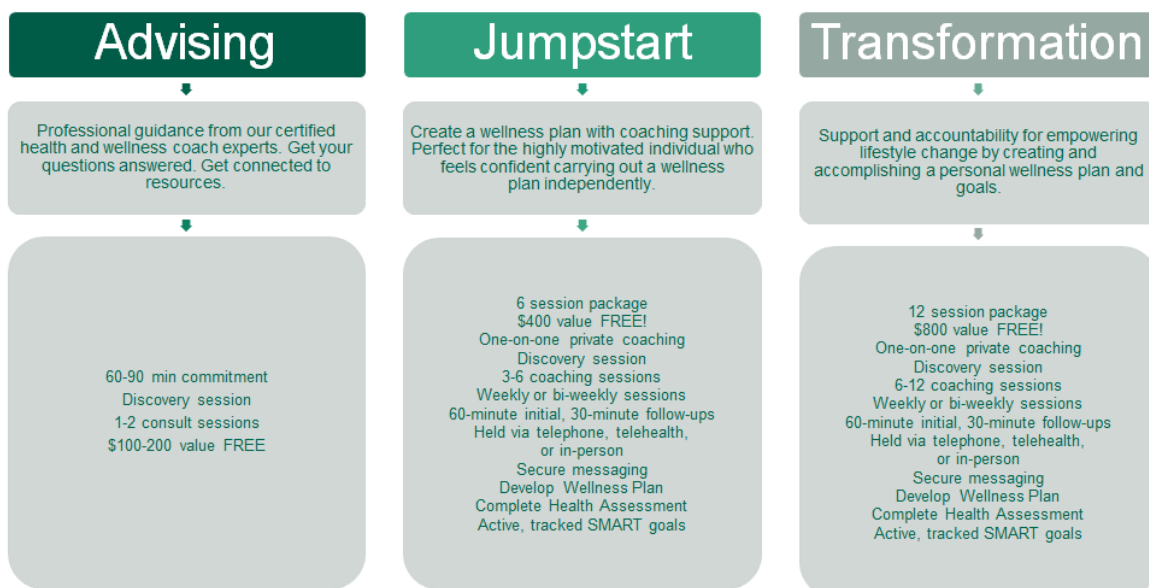 Advising
Professional guidance from our certified
health and wellness coach experts. Get your
questions answered. Get connected to
resources.
60-90 min commitment
Discovery session
1-2 consult sessions
$100-200 value FREE
Jumpstart
Create a wellness plan with coaching support.
Perfect for the highly motivated individual who
feels confident carrying out a wellness
plan independently.
6 session package
$400 value FREE!
One-on-one private coaching
Discovery session
3-6 coaching sessions
Weekly or bi-weekly sessions
60-minute initial, 30-minute follow-ups
Held via telephone, telehealth,
or in-person
Secure messaging
Develop Wellness Plan
Complete Health Assessment
Active, tracked SMART goals
Transformation
Support and accountability for empowering
lifestyle change by creating and
accomplishing a personal wellness plan and
goals.
12 session package
$800 value FREE!
One-on-one private coaching
Discovery session
6-12 coaching sessions
Weekly or bi-weekly sessions
60-minute initial, 30-minute follow-ups
Held via telephone, telehealth,
or in-person
Secure messaging
Develop Wellness Plan
Complete Health Assessment
Active, tracked SMART goals